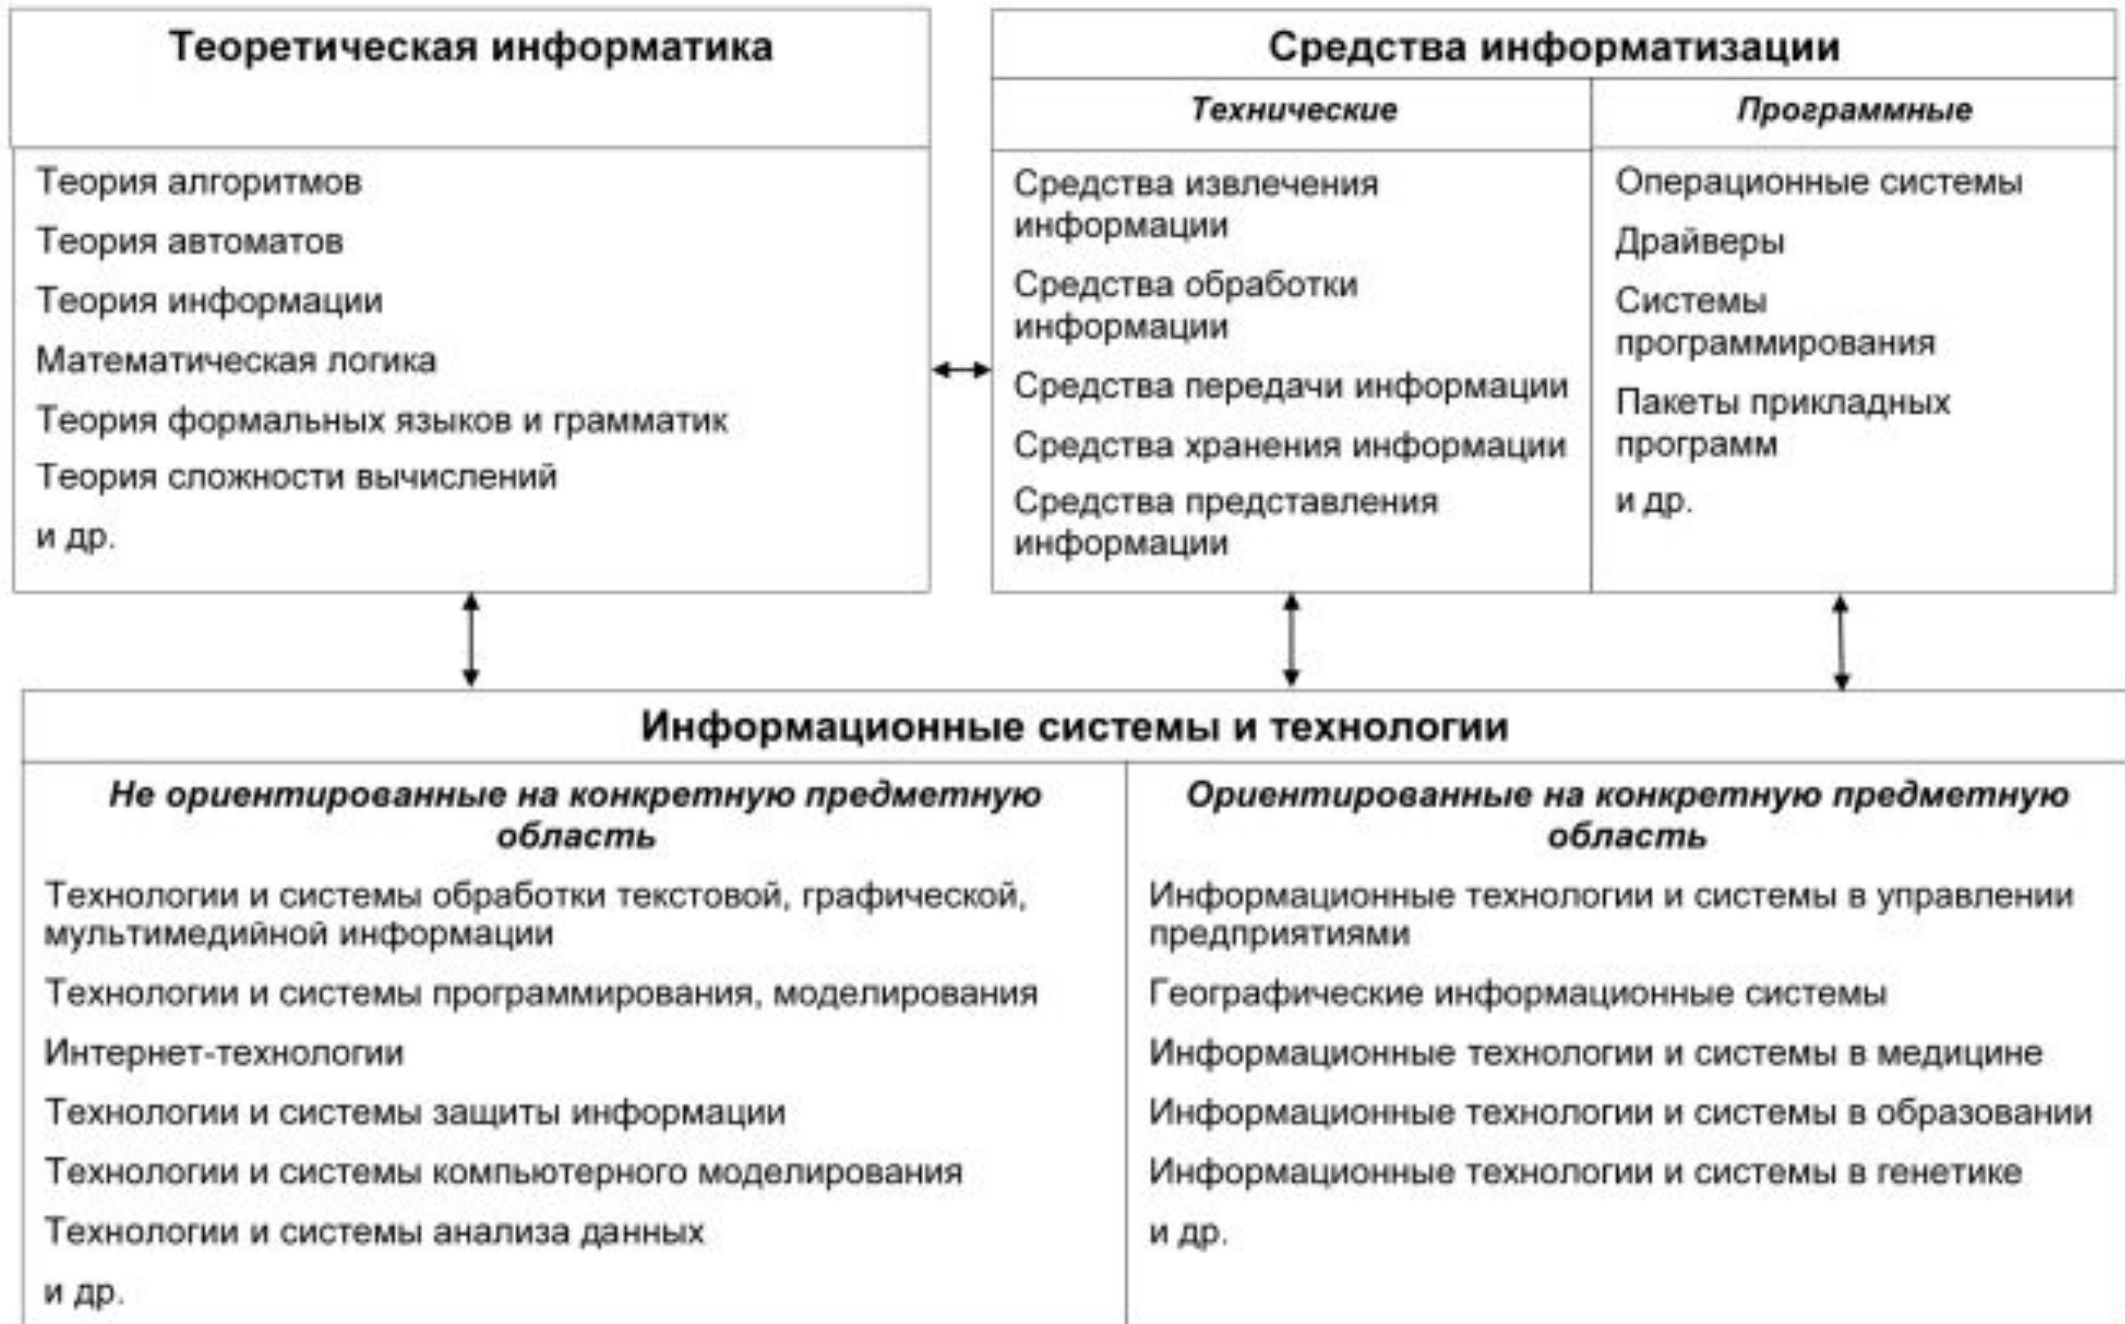 Теоретическая информатика
Теория алгоритмов
Теория автоматов
Теория информации
Математическая логика
Теория формальных языков и грамматик
Теория сложности вычислений
и др.
Средства информатизации
Технические
Средства извлечения
информации
Средства обработки
информации
Средства передачи информации
Средства хранения информации
Средства представления
информации
Программные
Операционные системы
Драйверы
Системы
программирования
Пакеты прикладных
программ
и др.
Информационные системы и технологии
Не ориентированные на конкретную предметную
область
Технологии и системы обработки текстовой, графической,
мультимедийной информации
Технологии и системы программирования, моделирования
Интернет-технологии
Технологии и системы защиты информации
Технологии и системы компьютерного моделирования
Технологии и системы анализа данных
и др.
Ориентированные на конкретную предметную
область
Информационные технологии и системы в управлении
предприятиями
Географические информационные системы
Информационные технологии и системы в медицине
Информационные технологии и системы в образовании
Информационные технологии и системы в генетике
и др.